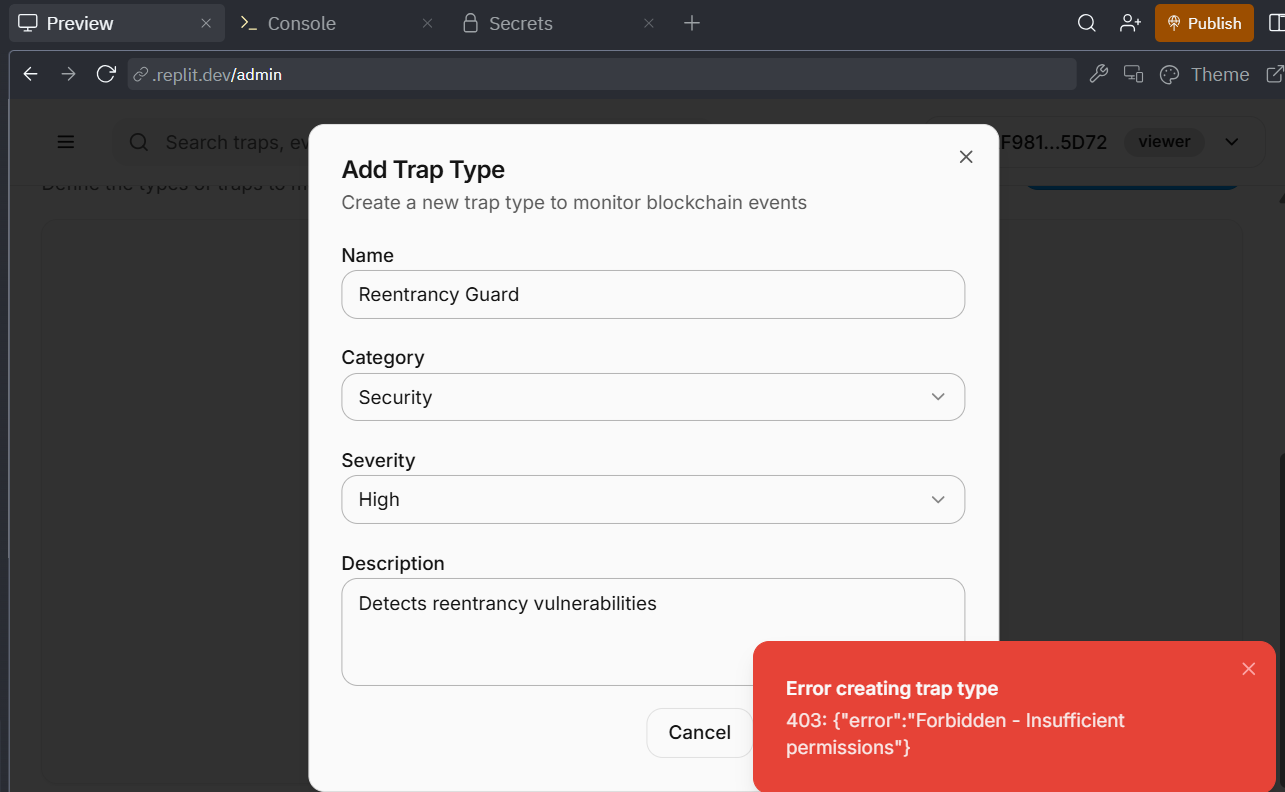 Preview
Console
Secrets
Publish
.replit.dev/admin
Theme
Search traps, ev
F981...5D72
viewer
Define the types of traps to m
Add Trap Type
Create a new trap type to monitor blockchain events
Name
Reentrancy Guard
Category
Security
Severity
High
Description
Detects reentrancy vulnerabilities
Cancel
Error creating trap type
403: {"error":"Forbidden - Insufficient
permissions"}